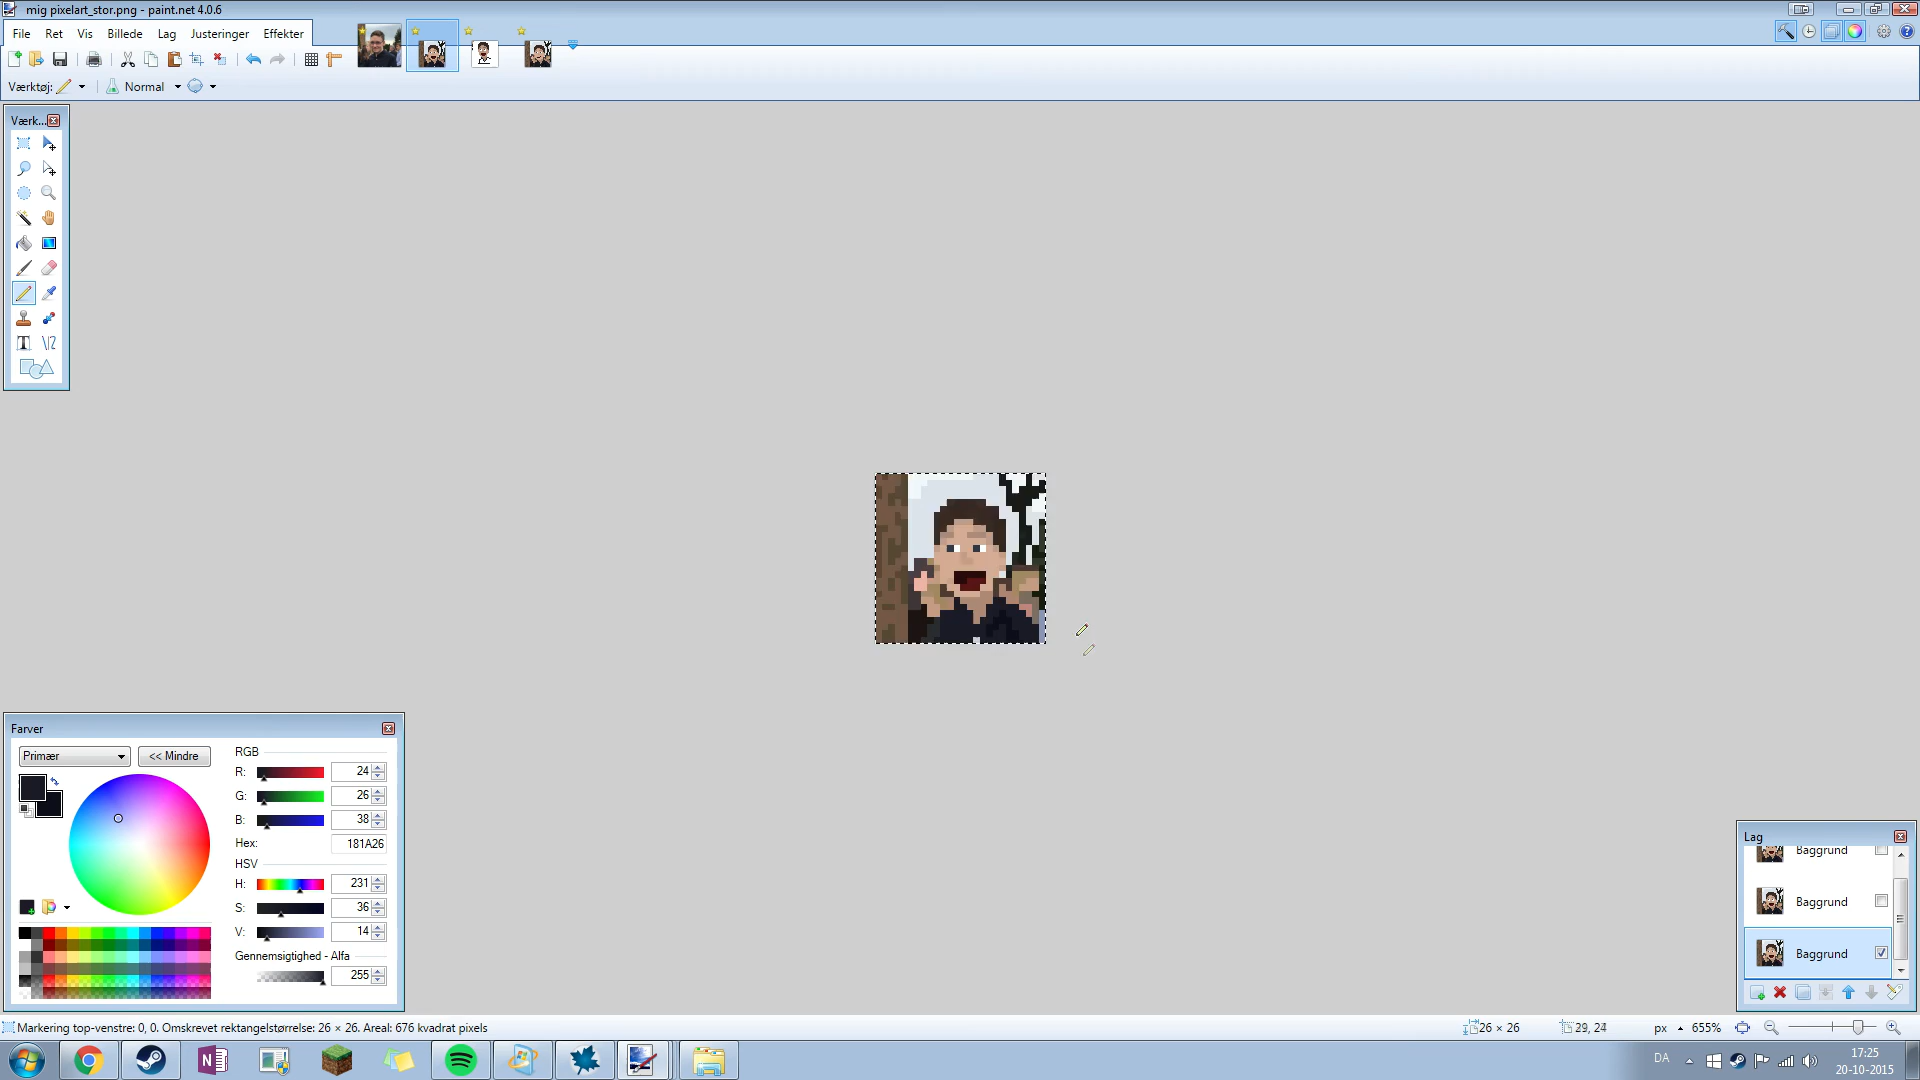 mig pixelart_stor.png - paint.net 4.0.6
File Ret Vis Billede Lag Justeringer Effekter
Værktøj: Normal
Værk...
Farver
Primær << Mindre
RGB
R: 24
G: 26
B: 38
Hex: 181A26
HSV
H: 231
S: 36
V: 14
Gennemsigtighed - Alfa
255
Lag
Baggrund
Baggrund
Baggrund
Markering top-venstre: 0, 0. Omskrevet rektangelstørrelse: 26 × 26. Areal: 676 kvadrat pixels
26 × 26 29, 24 px 655%
DA 17:25
20-10-2015